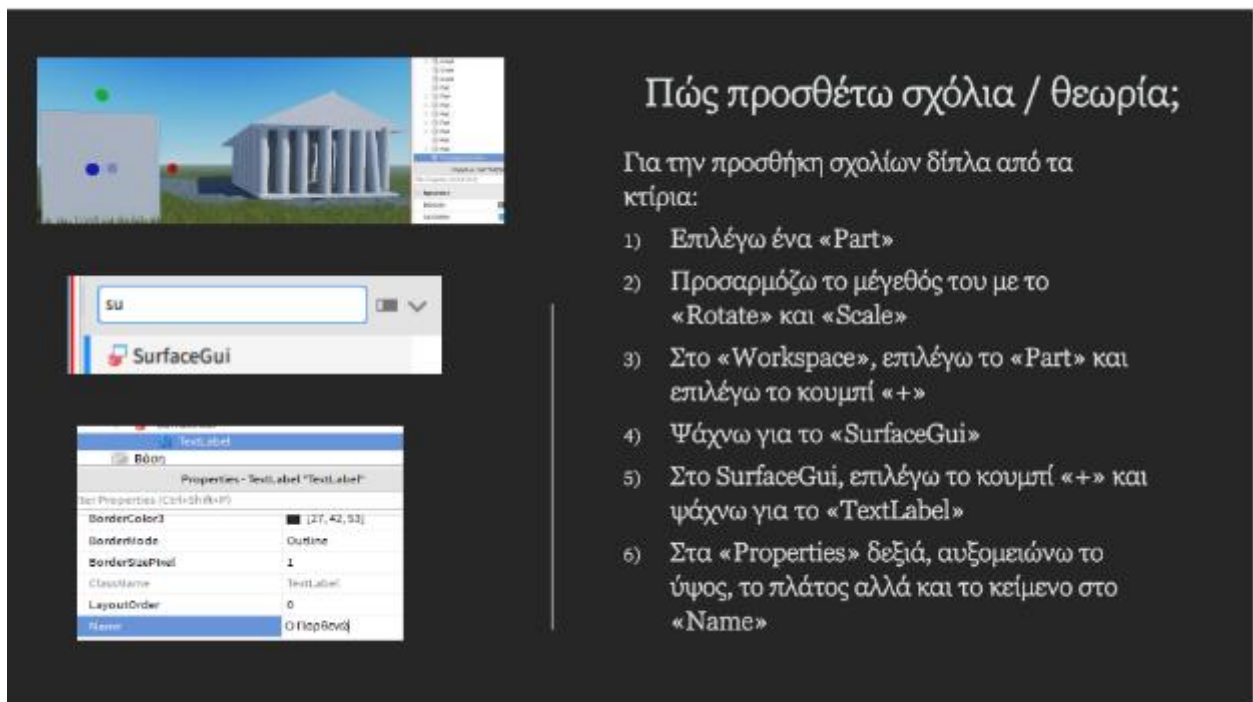 Πώς προσθέτω σχόλια / θεωρία;
Για την προσθήκη σχολίων δίπλα από τα
κτίρια:
1) Επιλέγω ένα «Part»
2) Προσαρμόζω το μέγεθός του με το
«Rotate» και «Scale»
3) Στο «Workspace», επιλέγω το «Part» και
επιλέγω το κουμπί «+»
4) Ψάχνω για το «SurfaceGui»
5) Στο SurfaceGui, επιλέγω το κουμπί «+» και
ψάχνω για το «TextLabel»
6) Στα «Properties» δεξιά, αυξομειώνω το
ύψος, το πλάτος αλλά και το κείμενο στο
«Name»
su
SurfaceGui
TextLabel
Βάση
Properties - TextLabel "TextLabel"
Properties (Ctrl+Shift+P)
BorderColor3 [27, 42, 53]
BorderMode Outline
BorderSizePixel 1
ClassName TextLabel
LayoutOrder 0
Name Ο Παρθενώ